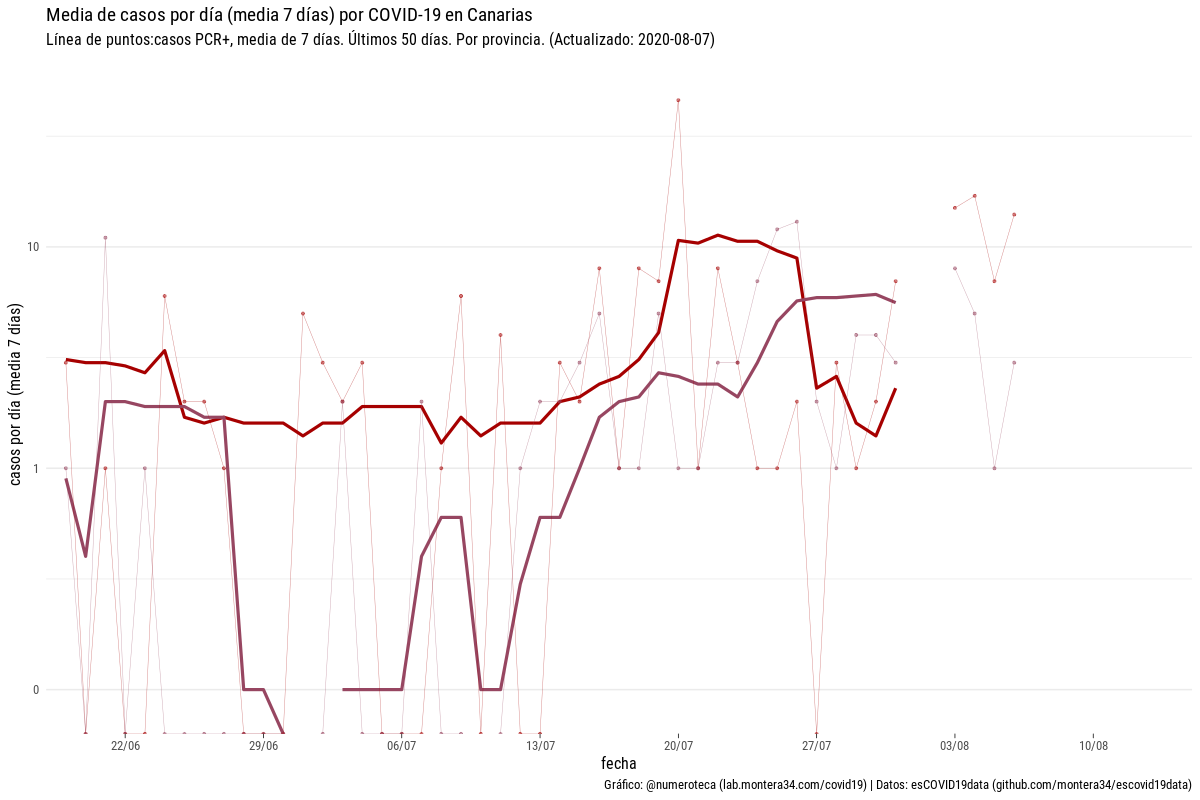 Media de casos por día (media 7 días) por COVID-19 en Canarias
Línea de puntos:casos PCR+, media de 7 días. Últimos 50 días. Por provincia. (Actualizado: 2020-08-07)
casos por día (media 7 días)
10
1
0
22/06
29/06
06/07
13/07
20/07
27/07
03/08
10/08
fecha
Gráfico: @numeroteca (lab.montera34.com/covid19) | Datos: esCOVID19data (github.com/montera34/escovid19data)